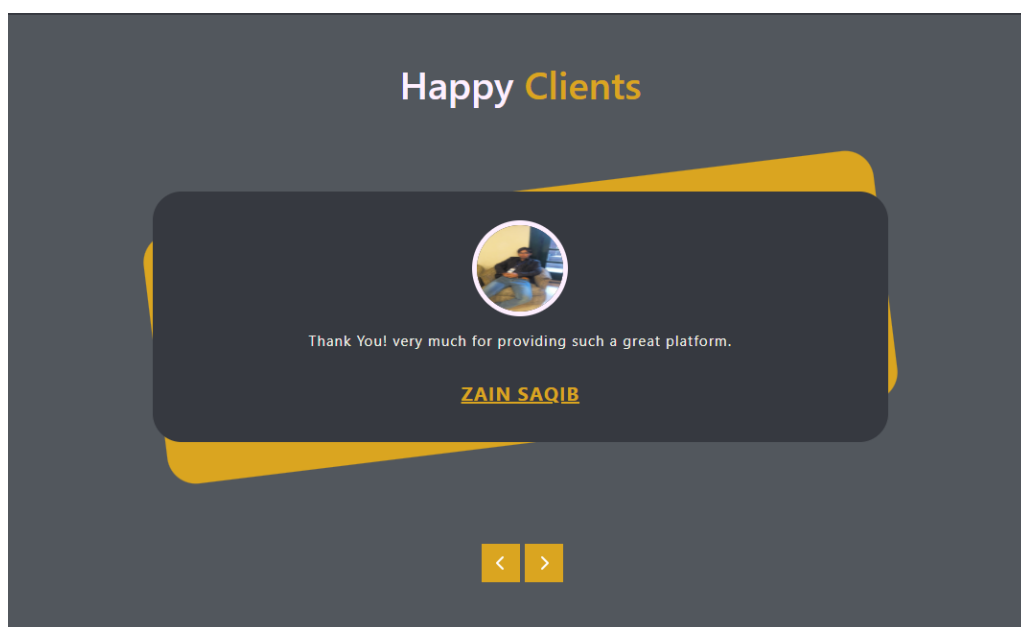 Happy Clients
Thank You! very much for providing such a great platform.
ZAIN SAQIB